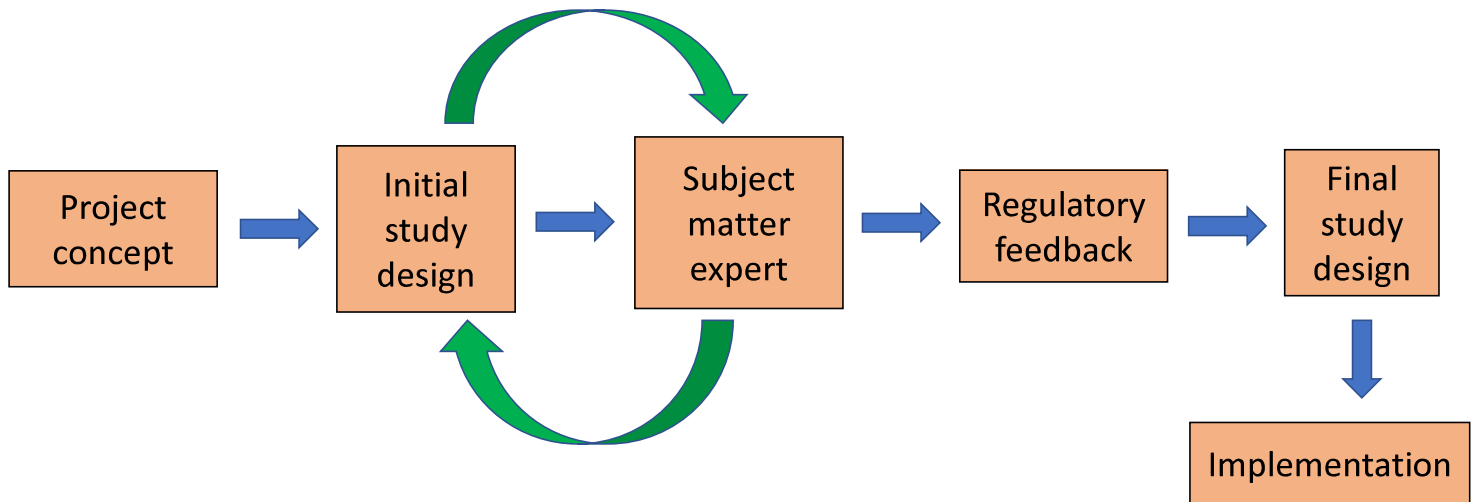 Project
concept
Initial
study
design
Subject
matter
expert
Regulatory
feedback
Final
study
design
Implementation